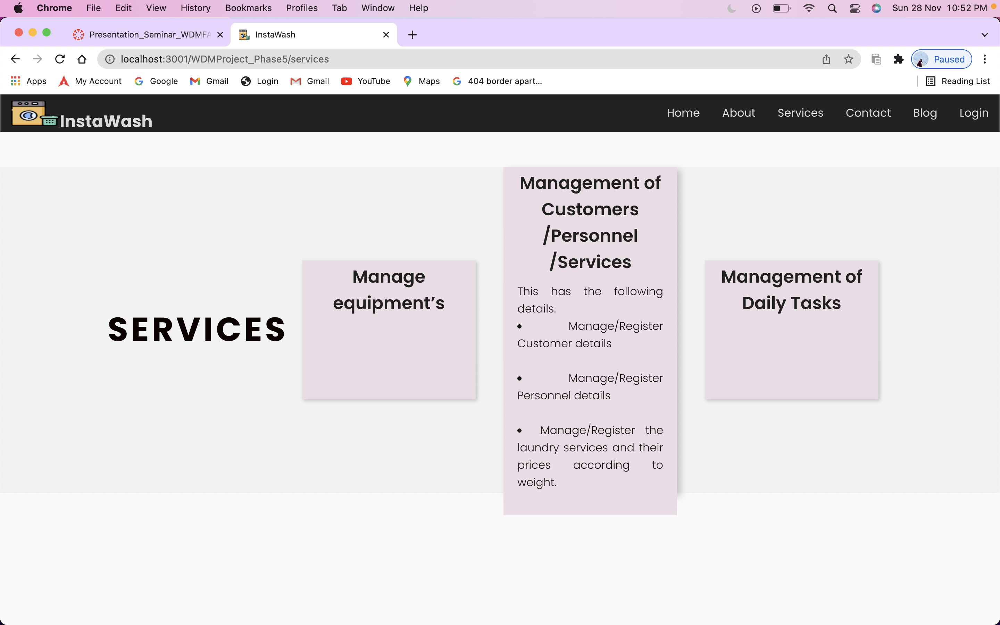 Chrome File Edit View History Bookmarks Profiles Tab Window Help Sun 28 Nov 10:52 PM
Presentation_Seminar_WDMFA InstaWash
localhost:3001/WDMProject_Phase5/services Paused
Apps My Account Google Gmail Login Gmail YouTube Maps 404 border apart... Reading List
InstaWash Home About Services Contact Blog Login
SERVICES
Manage
equipment’s
Management of
Customers
/Personnel
/Services
This has the following
details.
• Manage/Register
Customer details
• Manage/Register
Personnel details
• Manage/Register the
laundry services and their
prices according to
weight.
Management of
Daily Tasks